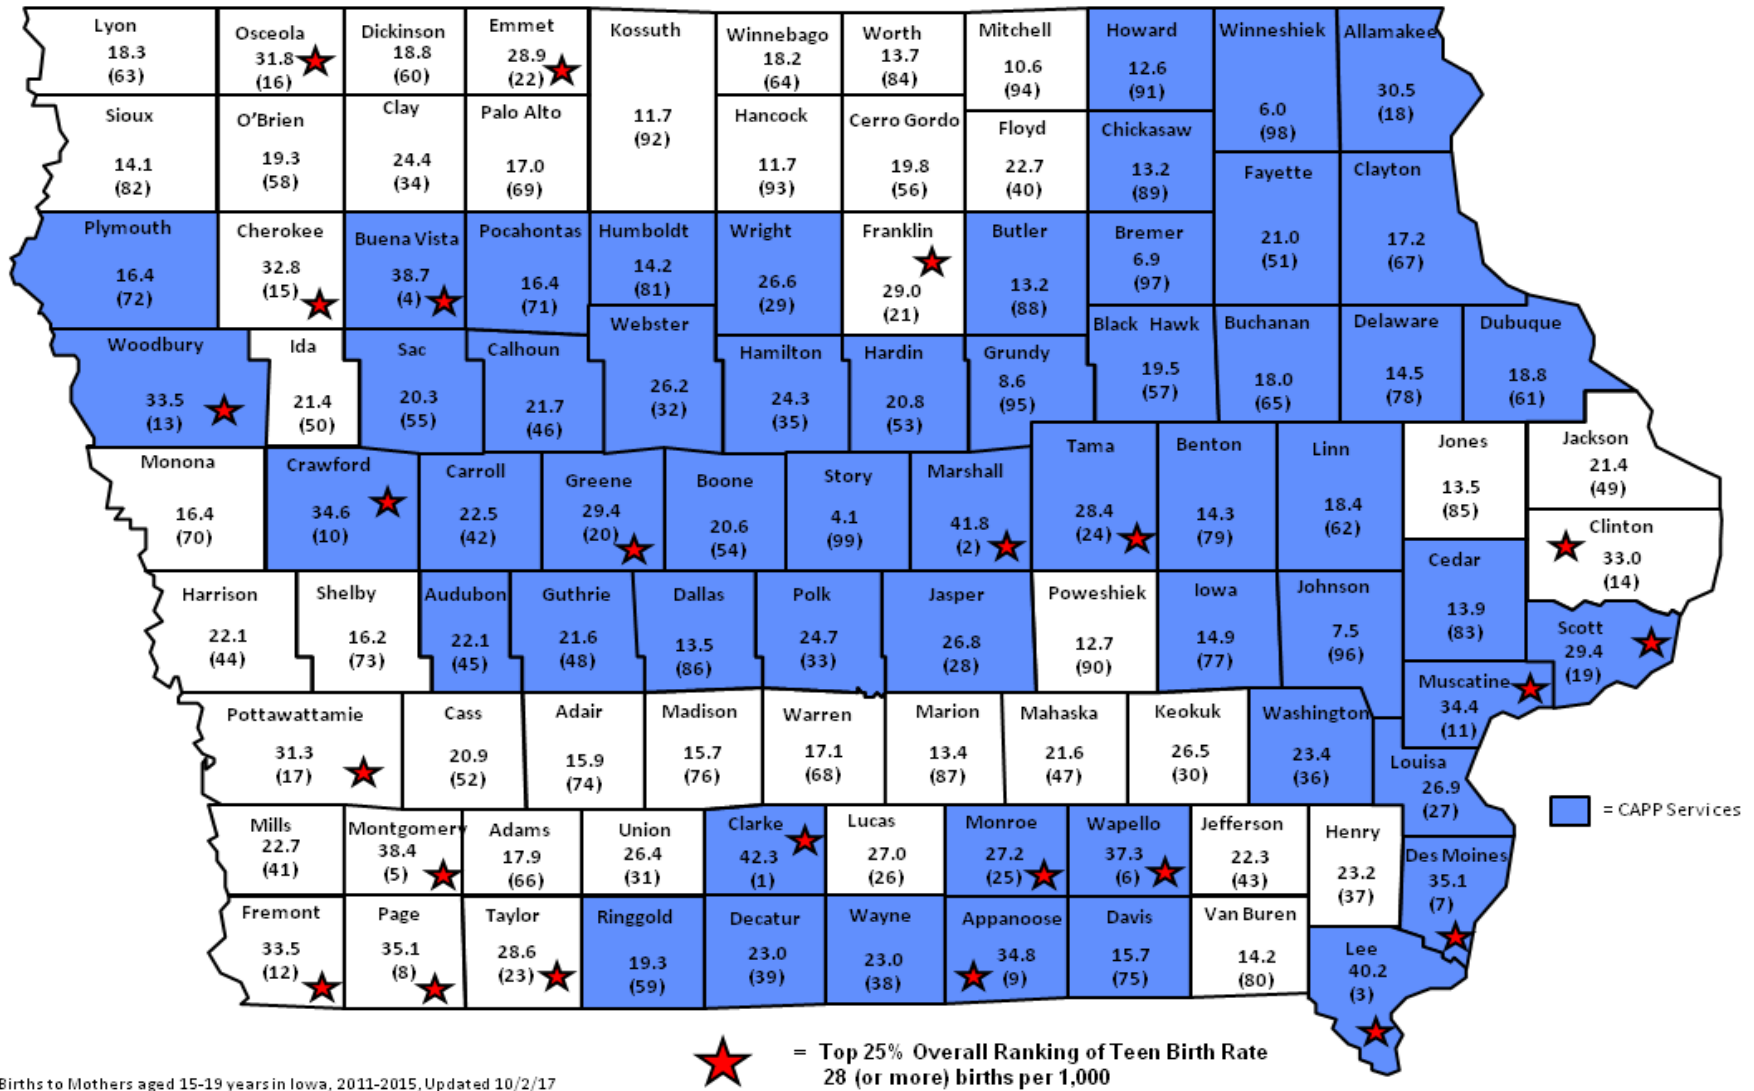 Lyon
18.3
(63)
Osceola
31.8
(16)
Dickinson
18.8
(60)
Emmet
28.9
(22)
Kossuth
11.7
(92)
Winnebago
18.2
(64)
Worth
13.7
(84)
Mitchell
10.6
(94)
Howard
12.6
(91)
Winneshiek
6.0
(98)
Allamakee
30.5
(18)
Sioux
14.1
(82)
O'Brien
19.3
(58)
Clay
24.4
(34)
Palo Alto
17.0
(69)
Hancock
11.7
(93)
Cerro Gordo
19.8
(56)
Floyd
22.7
(40)
Chickasaw
13.2
(89)
Fayette
21.0
(51)
Clayton
17.2
(67)
Plymouth
16.4
(72)
Cherokee
32.8
(15)
Buena Vista
38.7
(4)
Pocahontas
16.4
(71)
Humboldt
14.2
(81)
Wright
26.6
(29)
Franklin
29.0
(21)
Butler
13.2
(88)
Bremer
6.9
(97)
Woodbury
33.5
(13)
Ida
21.4
(50)
Sac
20.3
(55)
Calhoun
21.7
(46)
Webster
26.2
(32)
Hamilton
24.3
(35)
Hardin
20.8
(53)
Grundy
8.6
(95)
Black Hawk
19.5
(57)
Buchanan
18.0
(65)
Delaware
14.5
(78)
Dubuque
18.8
(61)
Monona
16.4
(70)
Crawford
34.6
(10)
Carroll
22.5
(42)
Greene
29.4
(20)
Boone
20.6
(54)
Story
4.1
(99)
Marshall
41.8
(2)
Tama
28.4
(24)
Benton
14.3
(79)
Linn
18.4
(62)
Jones
13.5
(85)
Jackson
21.4
(49)
Clinton
33.0
(14)
Harrison
22.1
(44)
Shelby
16.2
(73)
Audubon
22.1
(45)
Guthrie
21.6
(48)
Dallas
13.5
(86)
Polk
24.7
(33)
Jasper
26.8
(28)
Poweshiek
12.7
(90)
Iowa
14.9
(77)
Johnson
7.5
(96)
Cedar
13.9
(83)
Scott
29.4
(19)
Muscatine
34.4
(11)
Pottawattamie
31.3
(17)
Cass
20.9
(52)
Adair
15.9
(74)
Madison
15.7
(76)
Warren
17.1
(68)
Marion
13.4
(87)
Mahaska
21.6
(47)
Keokuk
26.5
(30)
Washington
23.4
(36)
Louisa
26.9
(27)
= CAPP Services
Mills
22.7
(41)
Montgomery
38.4
(5)
Adams
17.9
(66)
Union
26.4
(31)
Clarke
42.3
(1)
Lucas
27.0
(26)
Monroe
27.2
(25)
Wapello
37.3
(6)
Jefferson
22.3
(43)
Henry
23.2
(37)
Des Moines
35.1
(7)
Fremont
33.5
(12)
Page
35.1
(8)
Taylor
28.6
(23)
Ringgold
19.3
(59)
Decatur
23.0
(39)
Wayne
23.0
(38)
Appanoose
34.8
(9)
Davis
15.7
(75)
Van Buren
14.2
(80)
Lee
40.2
(3)
= Top 25% Overall Ranking of Teen Birth Rate
28 (or more) births per 1,000
Births to Mothers aged 15-19 years in Iowa, 2011-2015, Updated 10/2/17